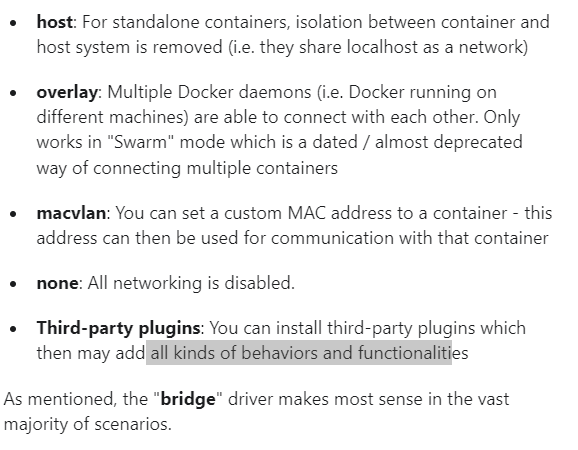 • host: For standalone containers, isolation between container and
host system is removed (i.e. they share localhost as a network)
• overlay: Multiple Docker daemons (i.e. Docker running on
different machines) are able to connect with each other. Only
works in "Swarm" mode which is a dated / almost deprecated
way of connecting multiple containers
• macvlan: You can set a custom MAC address to a container - this
address can then be used for communication with that container
• none: All networking is disabled.
• Third-party plugins: You can install third-party plugins which
then may add all kinds of behaviors and functionalities
As mentioned, the "bridge" driver makes most sense in the vast
majority of scenarios.